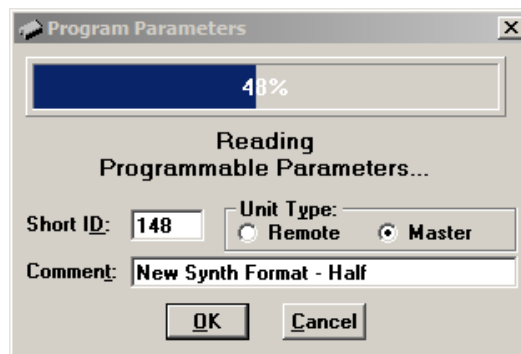 Program Parameters
48%
Reading
Programmable Parameters...
Unit Type:
Short ID: 148 Remote Master
Comment: New Synth Format - Half
OK Cancel